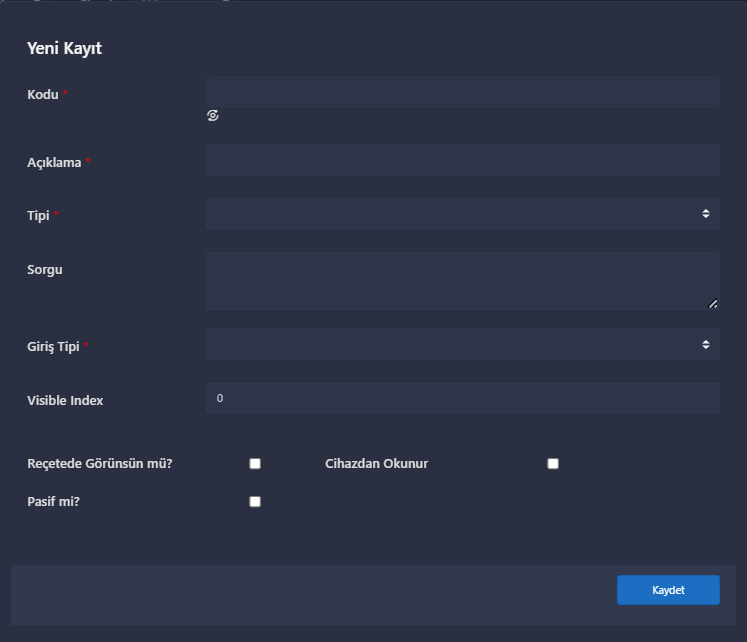 Yeni Kayıt
Kodu *
Açıklama *
Tipi *
Sorgu
Giriş Tipi *
Visible Index 0
Reçetede Görünsün mü? Cihazdan Okunur
Pasif mi?
Kaydet